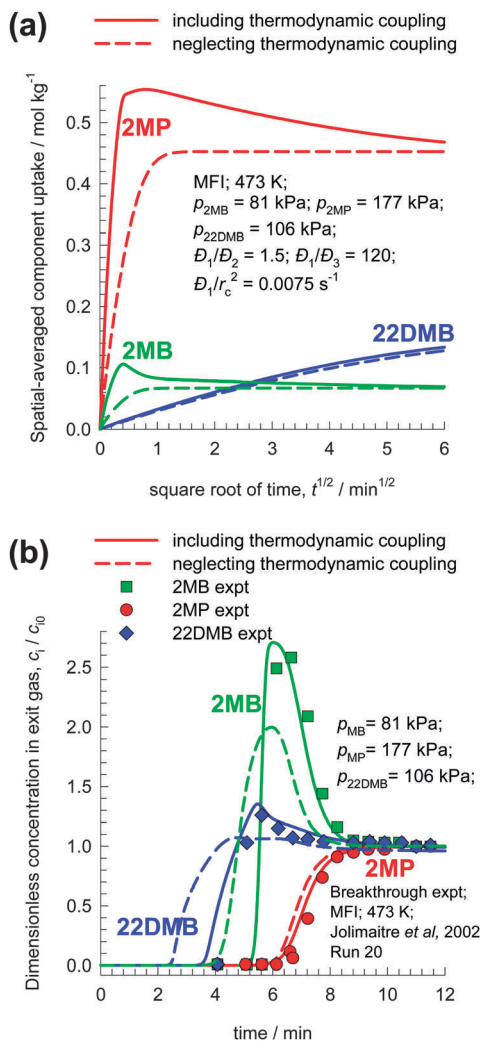 (a)
including thermodynamic coupling
neglecting thermodynamic coupling
Spatial-averaged component uptake / mol kg⁻¹
0.5
0.4
0.3
0.2
0.1
0.0
2MP
MFI; 473 K;
p2MB = 81 kPa; p2MP = 177 kPa;
p22DMB = 106 kPa;
Đ1/Đ2 = 1.5; Đ1/Đ3 = 120;
Đ1/rc² = 0.0075 s⁻¹
2MB
22DMB
0 1 2 3 4 5 6
square root of time, t^1/2 / min^1/2
(b)
including thermodynamic coupling
neglecting thermodynamic coupling
2MB expt
2MP expt
22DMB expt
Dimensionless concentration in exit gas, ci / ci0
2.5
2.0
1.5
1.0
0.5
0.0
2MB
pMB= 81 kPa;
pMP= 177 kPa;
p22DMB= 106 kPa;
2MP
22DMB
Breakthrough expt;
MFI; 473 K;
Jolimaitre et al, 2002
Run 20
0 2 4 6 8 10 12
time / min